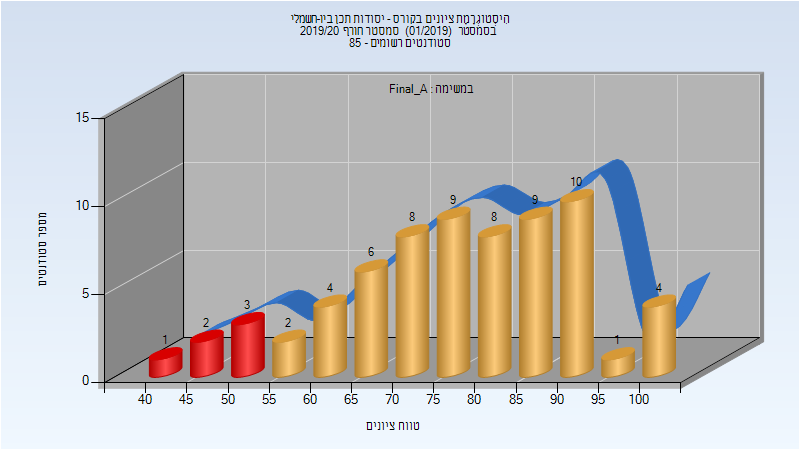 היסטוגרמת ציונים בקורס - יסודות תכן ביו-חשמלי
בסמסטר (01/2019) סמסטר חורף 2019/20
סטודנטים רשומים - 85
במשימה : Final_A
מספר סטודנטים
15
10
5
0
1
2
3
2
4
6
8
9
8
9
10
1
4
40 45 50 55 60 65 70 75 80 85 90 95 100
טווח ציונים